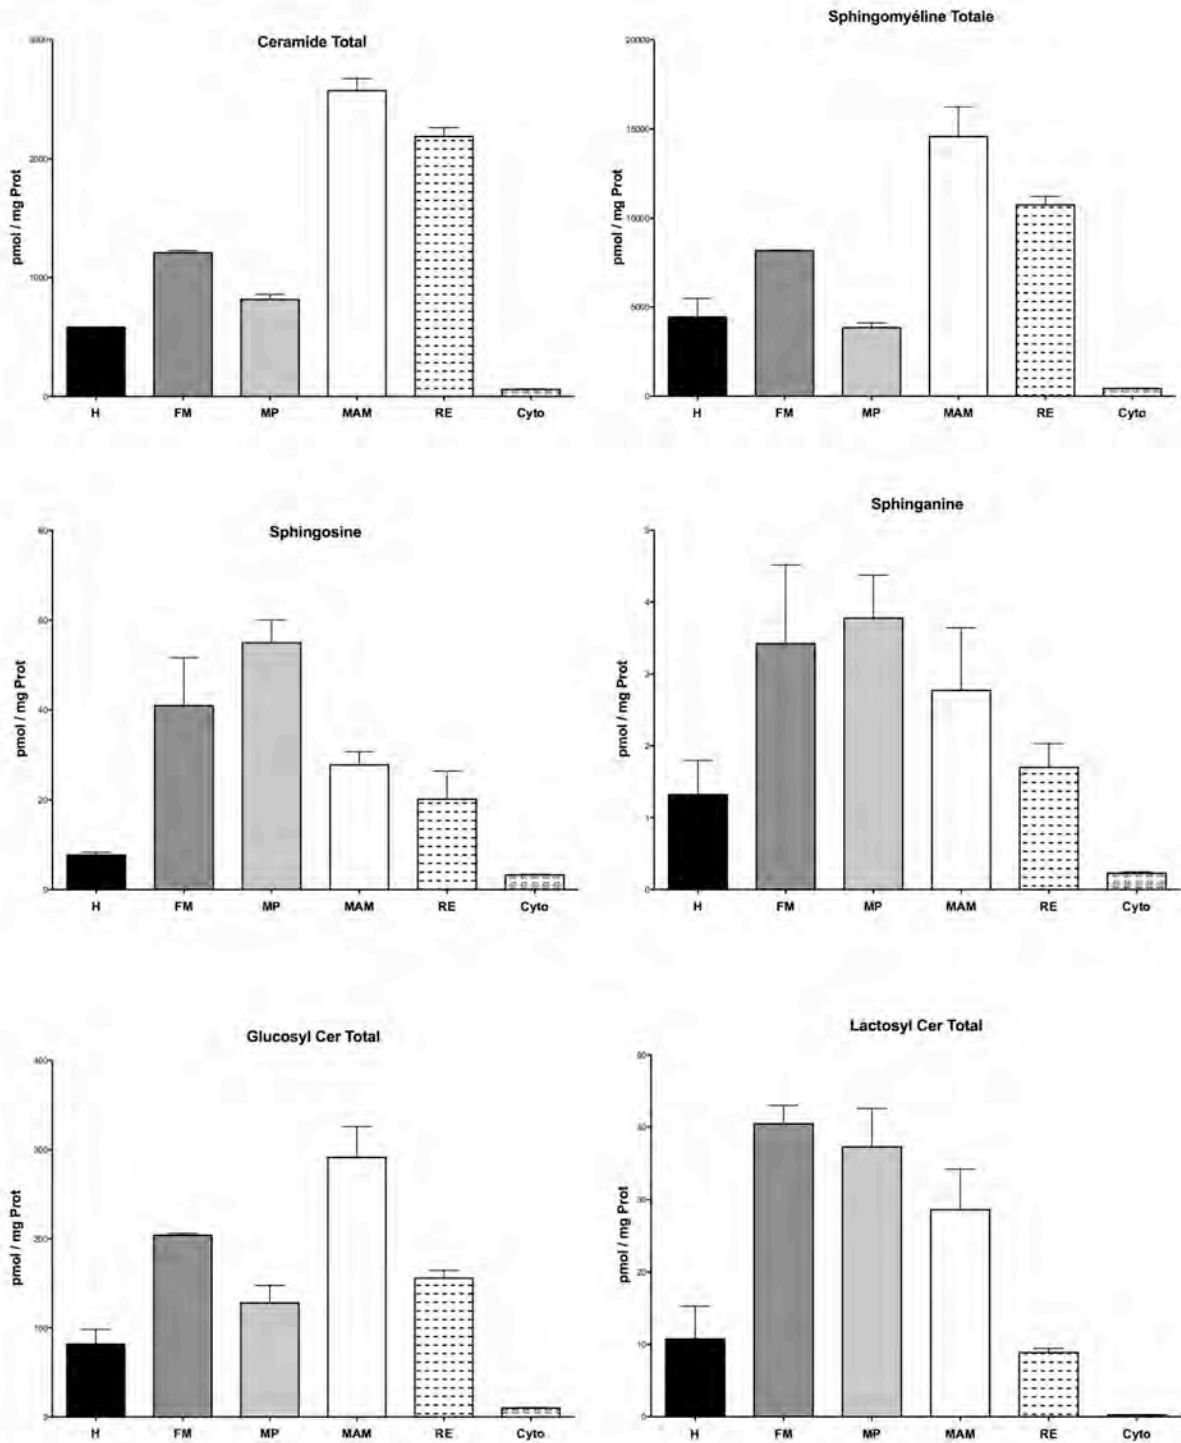 Ceramide Total
3000
2000
1000
0
pmol / mg Prot
H FM MP MAM RE Cyto
Sphingomyéline Totale
20000
15000
10000
5000
0
pmol / mg Prot
H FM MP MAM RE Cyto
Sphingosine
80
60
40
20
0
pmol / mg Prot
H FM MP MAM RE Cyto
Sphinganine
5
4
3
2
1
0
pmol / mg Prot
H FM MP MAM RE Cyto
Glucosyl Cer Total
400
300
200
100
0
pmol / mg Prot
H FM MP MAM RE Cyto
Lactosyl Cer Total
50
40
30
20
10
0
pmol / mg Prot
H FM MP MAM RE Cyto